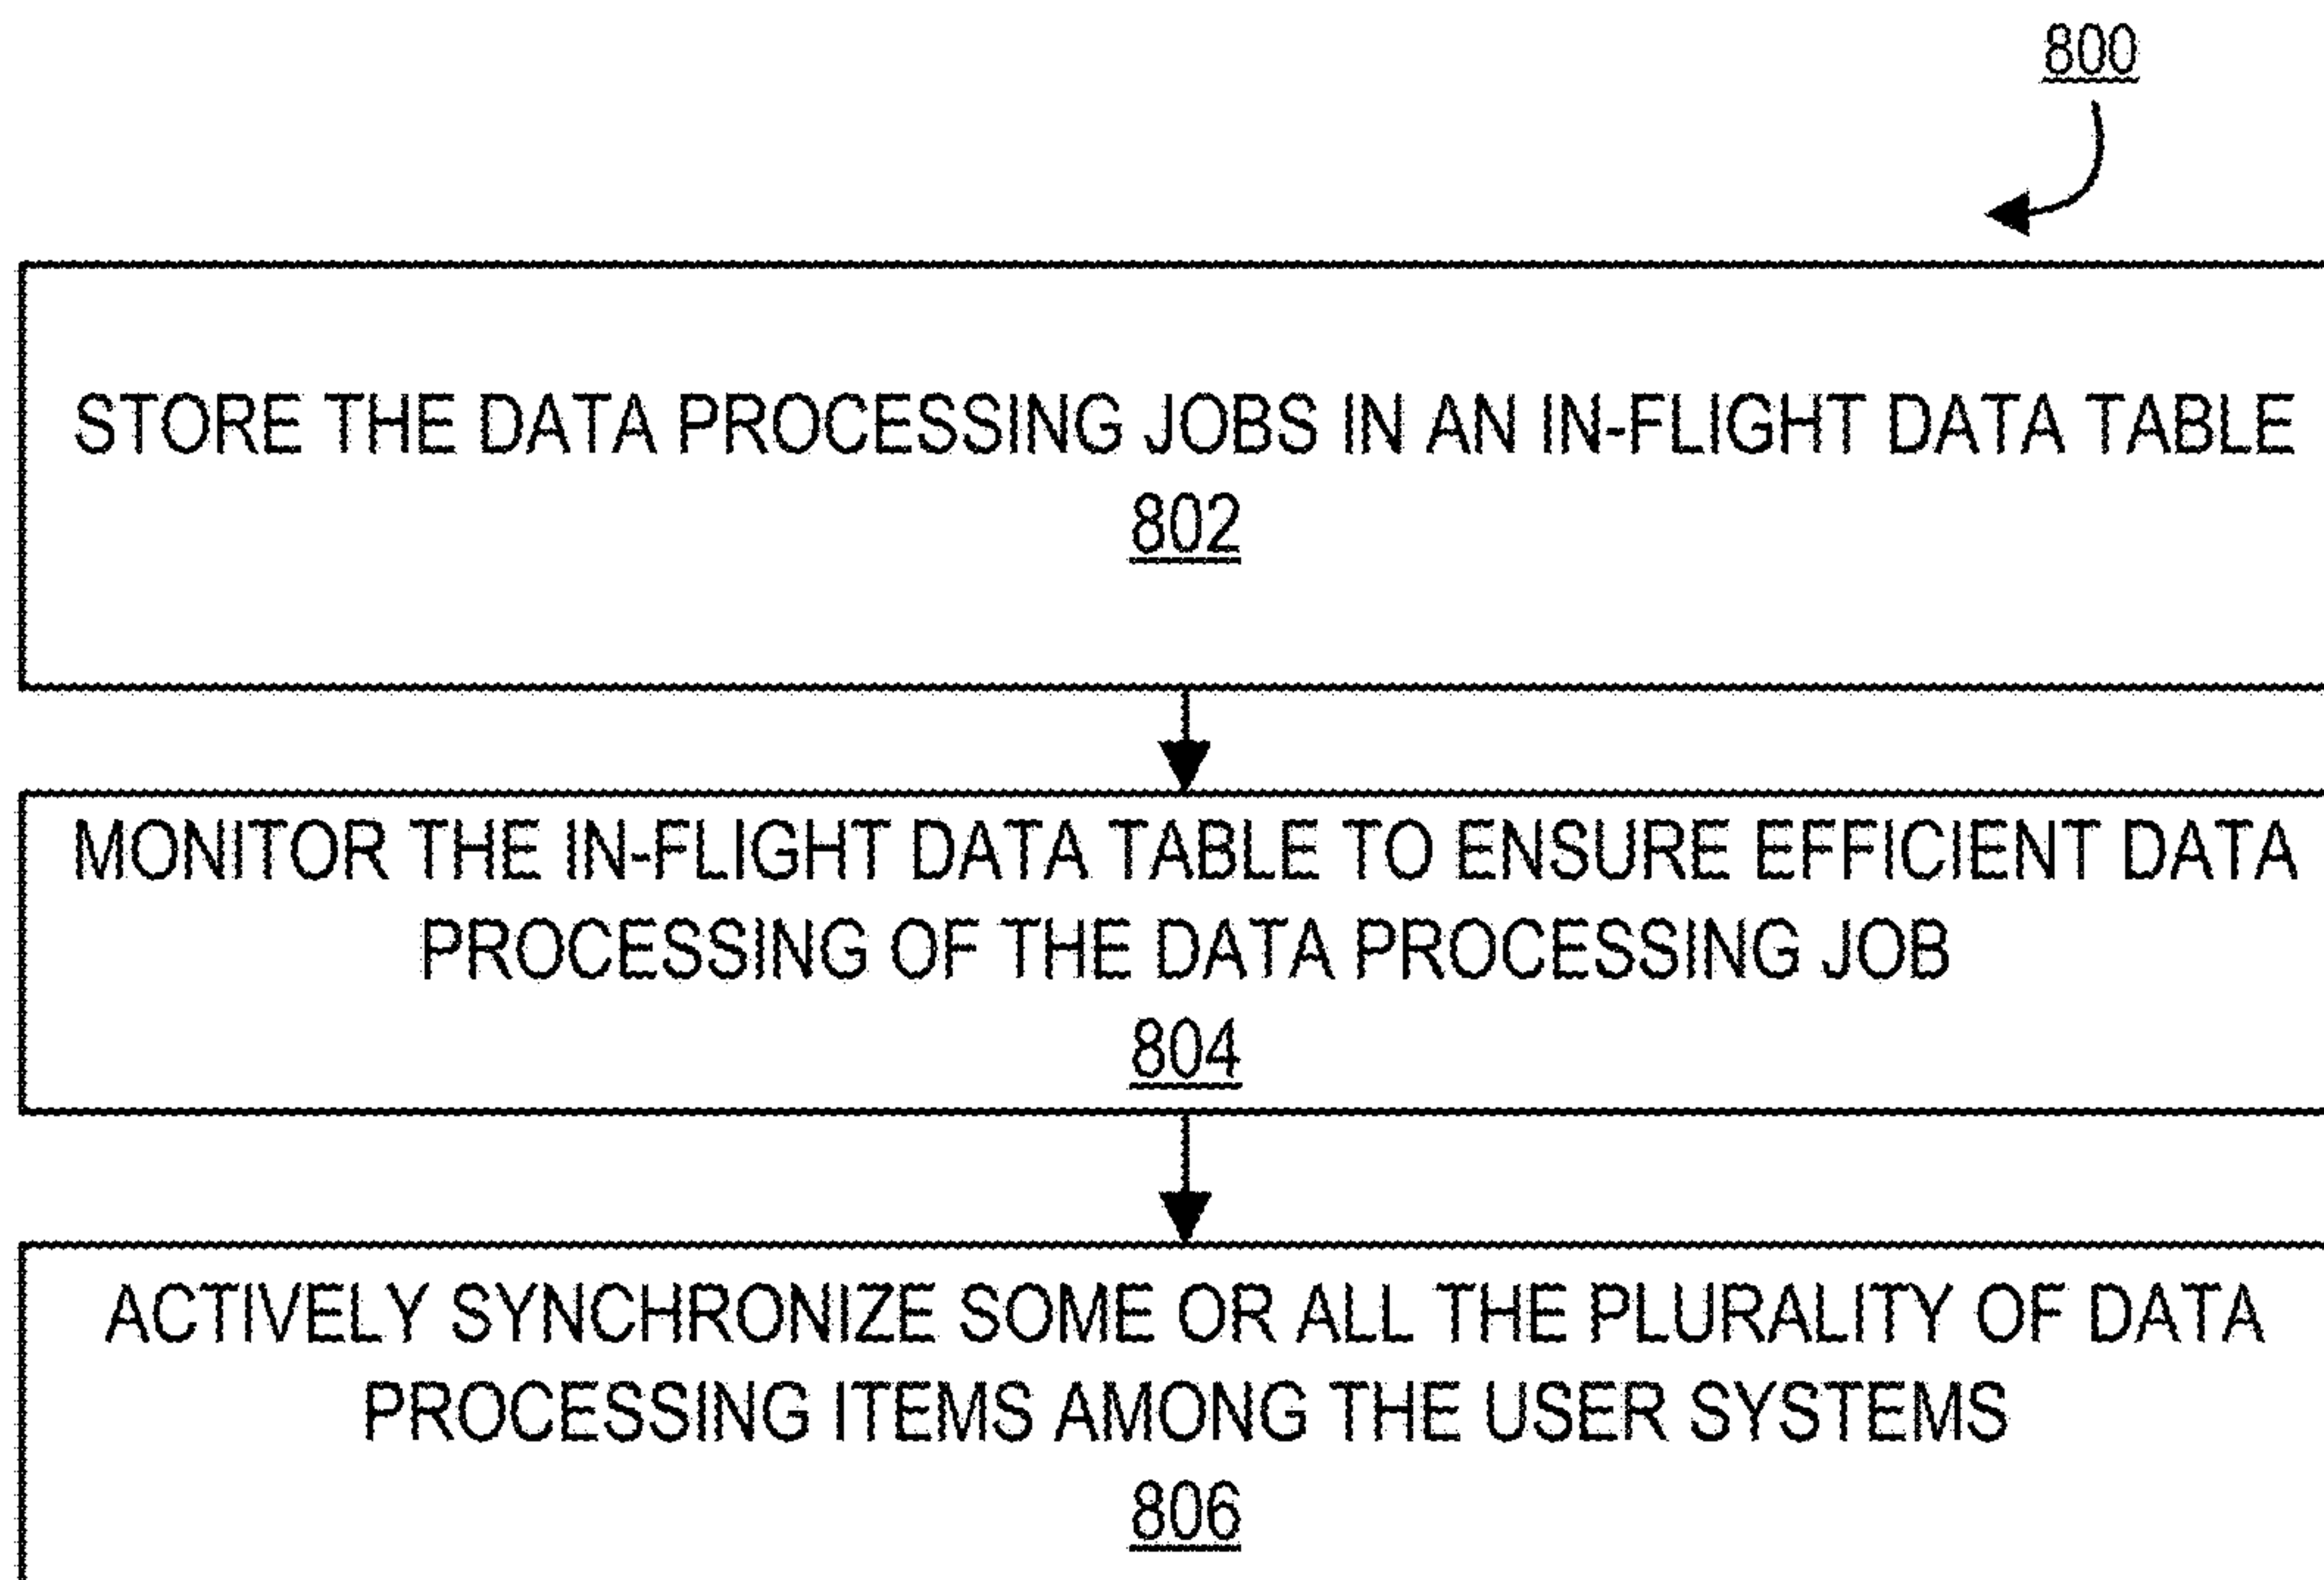 800
STORE THE DATA PROCESSING JOBS IN AN IN-FLIGHT DATA TABLE
802
MONITOR THE IN-FLIGHT DATA TABLE TO ENSURE EFFICIENT DATA
PROCESSING OF THE DATA PROCESSING JOB
804
ACTIVELY SYNCHRONIZE SOME OR ALL THE PLURALITY OF DATA
PROCESSING ITEMS AMONG THE USER SYSTEMS
806